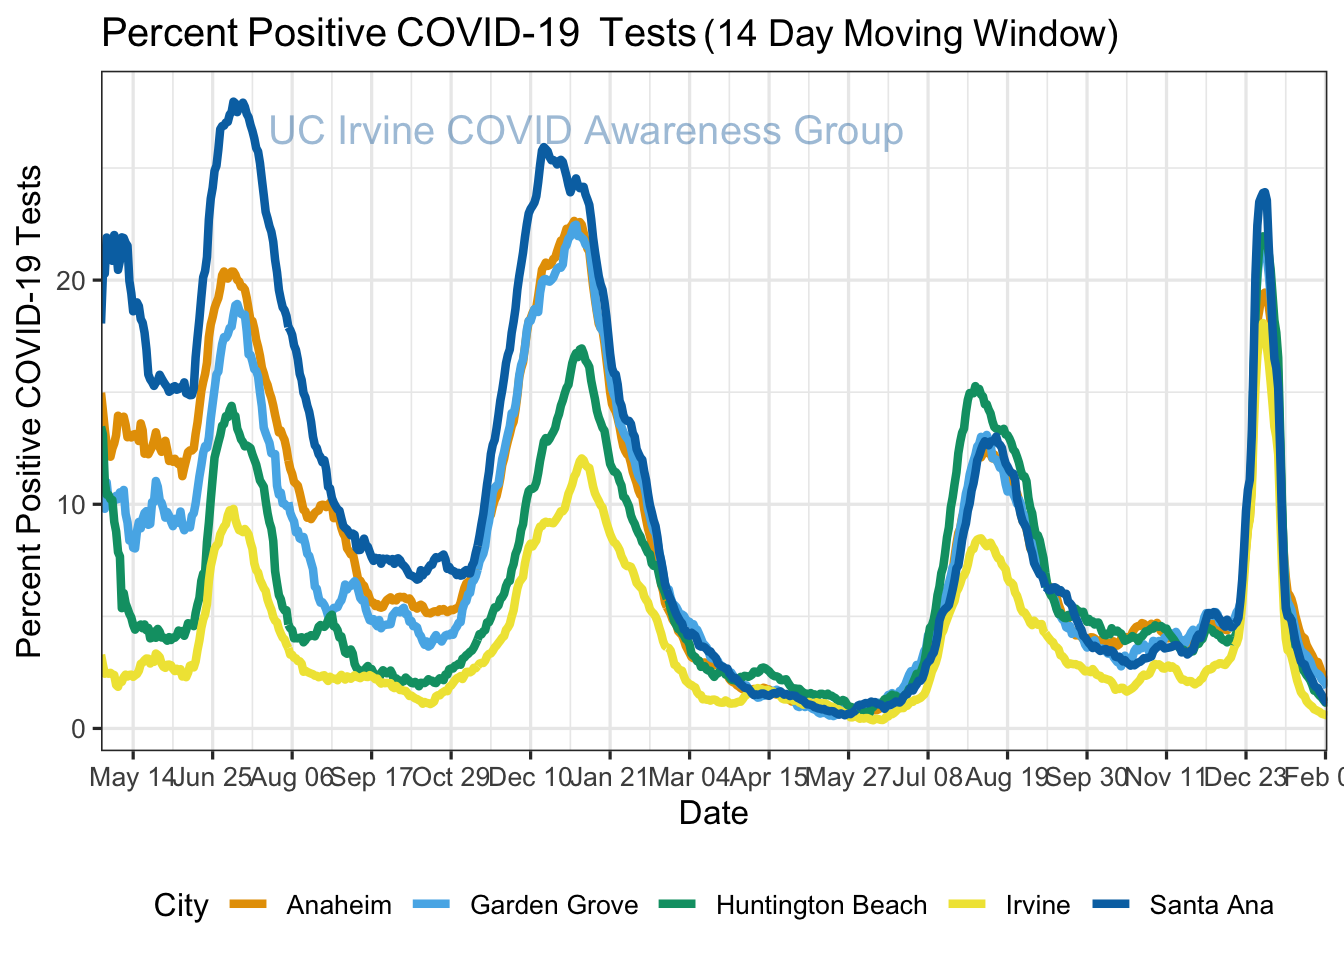 Percent Positive COVID-19 Tests (14 Day Moving Window)
UC Irvine COVID Awareness Group
Percent Positive COVID-19 Tests
20
10
0
May 14 Jun 25 Aug 06 Sep 17 Oct 29 Dec 10 Jan 21 Mar 04 Apr 15 May 27 Jul 08 Aug 19 Sep 30 Nov 11 Dec 23 Feb
Date
City Anaheim Garden Grove Huntington Beach Irvine Santa Ana